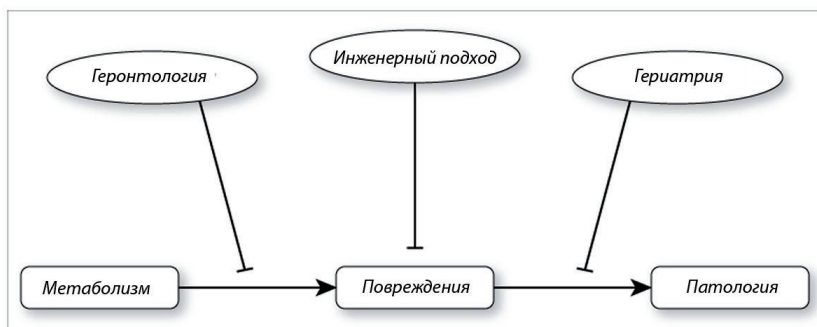 Геронтология
Инженерный подход
Гериатрия
Метаболизм
Повреждения
Патология